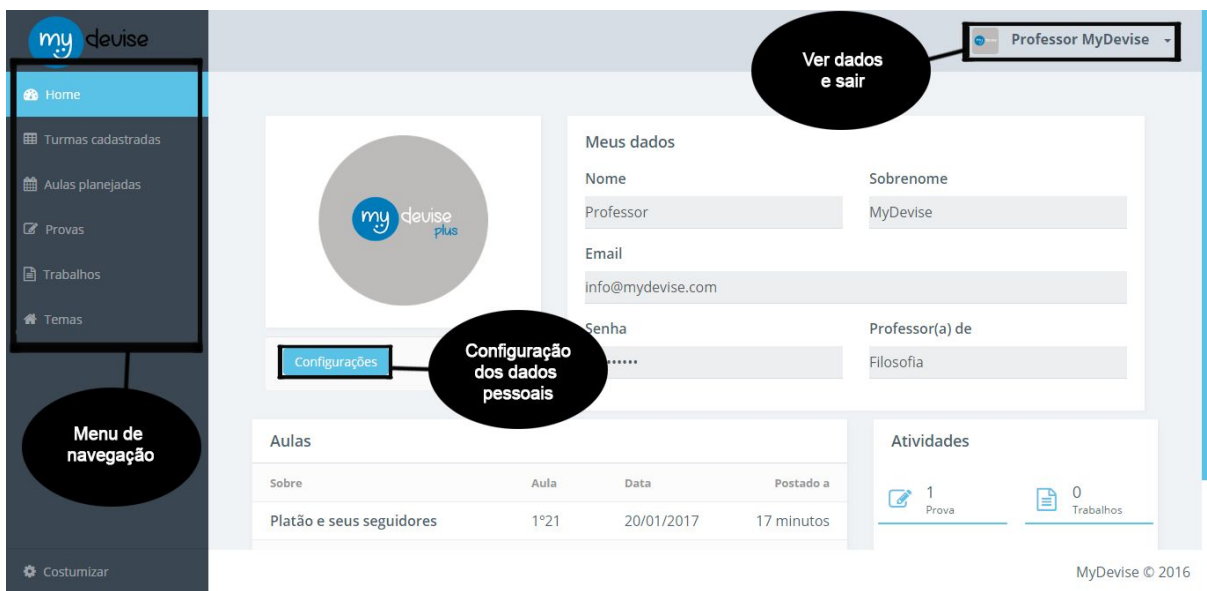 my devise
Professor MyDevise
Ver dados
e sair
Home
Turmas cadastradas
Aulas planejadas
Provas
Trabalhos
Temas
Menu de
navegação
Costumizar
my devise
plus
Configurações
Configuração
dos dados
pessoais
Meus dados
Nome
Sobrenome
Professor
MyDevise
Email
info@mydevise.com
Senha
Professor(a) de
••••••
Filosofia
Aulas
Sobre
Aula
Data
Postado a
Platão e seus seguidores
1°21
20/01/2017
17 minutos
Atividades
1
Prova
0
Trabalhos
MyDevise © 2016